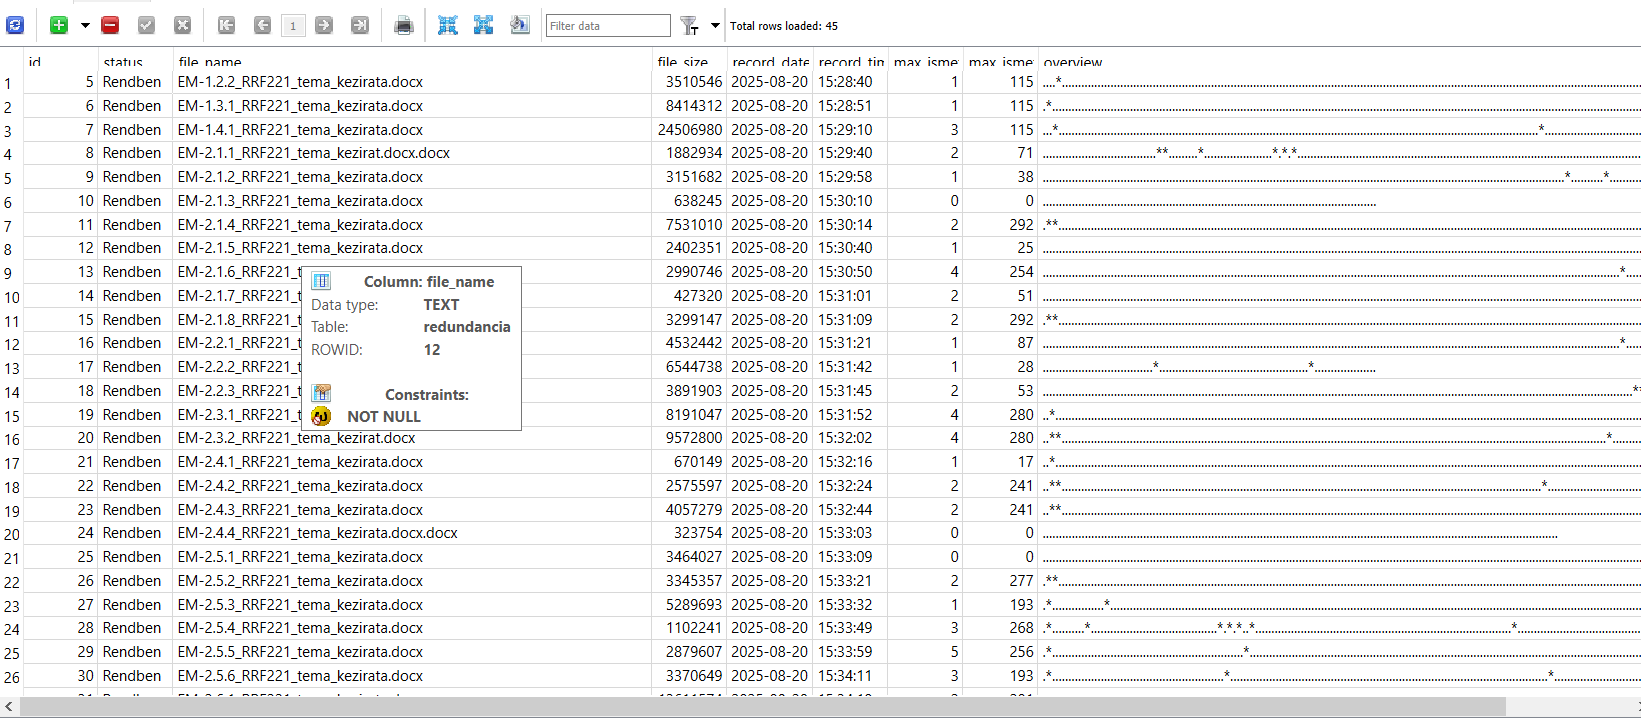 1 Filter data Total rows loaded: 45
id status file_name file_size record_date record_tim max_isme max_isme overview
1 5 Rendben EM-1.2.2_RRF221_tema_kezirata.docx 3510546 2025-08-20 15:28:40 1 115
2 6 Rendben EM-1.3.1_RRF221_tema_kezirata.docx 8414312 2025-08-20 15:28:51 1 115
3 7 Rendben EM-1.4.1_RRF221_tema_kezirata.docx 24506980 2025-08-20 15:29:10 3 115
4 8 Rendben EM-2.1.1_RRF221_tema_kezirat.docx.docx 1882934 2025-08-20 15:29:40 2 71
5 9 Rendben EM-2.1.2_RRF221_tema_kezirata.docx 3151682 2025-08-20 15:29:58 1 38
6 10 Rendben EM-2.1.3_RRF221_tema_kezirata.docx 638245 2025-08-20 15:30:10 0 0
7 11 Rendben EM-2.1.4_RRF221_tema_kezirata.docx 7531010 2025-08-20 15:30:14 2 292
8 12 Rendben EM-2.1.5_RRF221_tema_kezirata.docx 2402351 2025-08-20 15:30:40 1 25
9 13 Rendben EM-2.1.6_RRF221_t 2990746 2025-08-20 15:30:50 4 254
Column: file_name
10 14 Rendben EM-2.1.7_RRF221_t 427320 2025-08-20 15:31:01 2 51
Data type: TEXT
11 15 Rendben EM-2.1.8_RRF221_t 3299147 2025-08-20 15:31:09 2 292
Table: redundancia
12 16 Rendben EM-2.2.1_RRF221_t 4532442 2025-08-20 15:31:21 1 87
ROWID: 12
13 17 Rendben EM-2.2.2_RRF221_t 6544738 2025-08-20 15:31:42 1 28
14 18 Rendben EM-2.2.3_RRF221_t 3891903 2025-08-20 15:31:45 2 53
Constraints:
15 19 Rendben EM-2.3.1_RRF221_t 8191047 2025-08-20 15:31:52 4 280
NOT NULL
16 20 Rendben EM-2.3.2_RRF221_tema_kezirat.docx 9572800 2025-08-20 15:32:02 4 280
17 21 Rendben EM-2.4.1_RRF221_tema_kezirata.docx 670149 2025-08-20 15:32:16 1 17
18 22 Rendben EM-2.4.2_RRF221_tema_kezirata.docx 2575597 2025-08-20 15:32:24 2 241
19 23 Rendben EM-2.4.3_RRF221_tema_kezirata.docx 4057279 2025-08-20 15:32:44 2 241
20 24 Rendben EM-2.4.4_RRF221_tema_kezirata.docx.docx 323754 2025-08-20 15:33:03 0 0
21 25 Rendben EM-2.5.1_RRF221_tema_kezirata.docx 3464027 2025-08-20 15:33:09 0 0
22 26 Rendben EM-2.5.2_RRF221_tema_kezirata.docx 3345357 2025-08-20 15:33:21 2 277
23 27 Rendben EM-2.5.3_RRF221_tema_kezirata.docx 5289693 2025-08-20 15:33:32 1 193
24 28 Rendben EM-2.5.4_RRF221_tema_kezirata.docx 1102241 2025-08-20 15:33:49 3 268
25 29 Rendben EM-2.5.5_RRF221_tema_kezirata.docx 2879607 2025-08-20 15:33:59 5 256
26 30 Rendben EM-2.5.6_RRF221_tema_kezirata.docx 3370649 2025-08-20 15:34:11 3 193